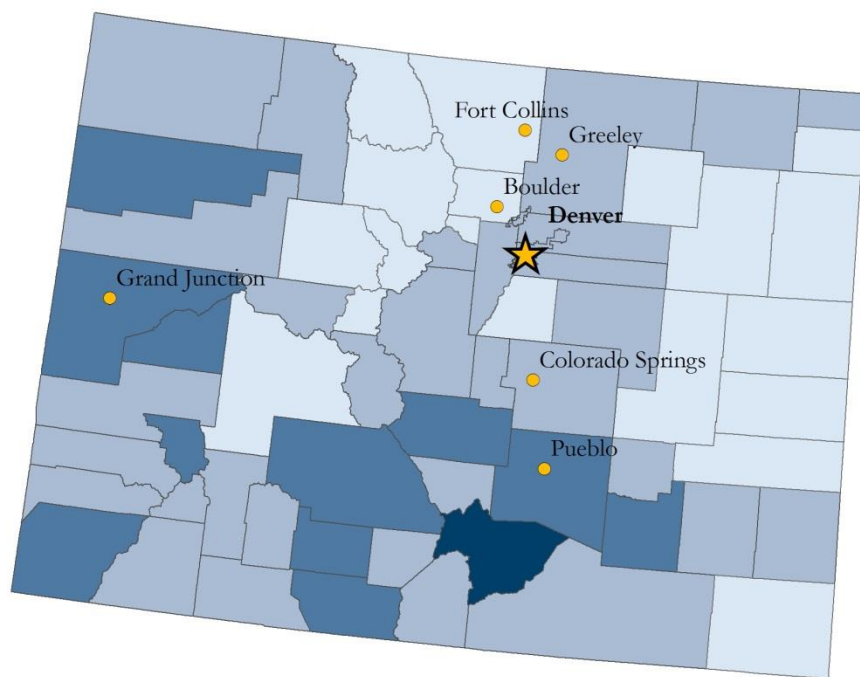 Fort Collins
Greeley
Boulder
Denver
Grand Junction
Colorado Springs
Pueblo